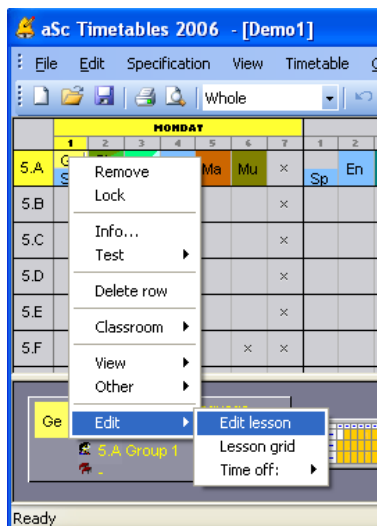 aSc Timetables 2006 - [Demo1]
File Edit Specification View Timetable
Whole
MONDAY
1 2 3 4 5 6 7 1 2
5.A G Ma Mu × Sp En
S
5.B ×
5.C ×
5.D ×
5.E ×
5.F × ×
Remove
Lock
Info...
Test
Delete row
Classroom
View
Other
Edit
Edit lesson
Lesson grid
Time off:
Ge
5.A Group 1
-
Ready